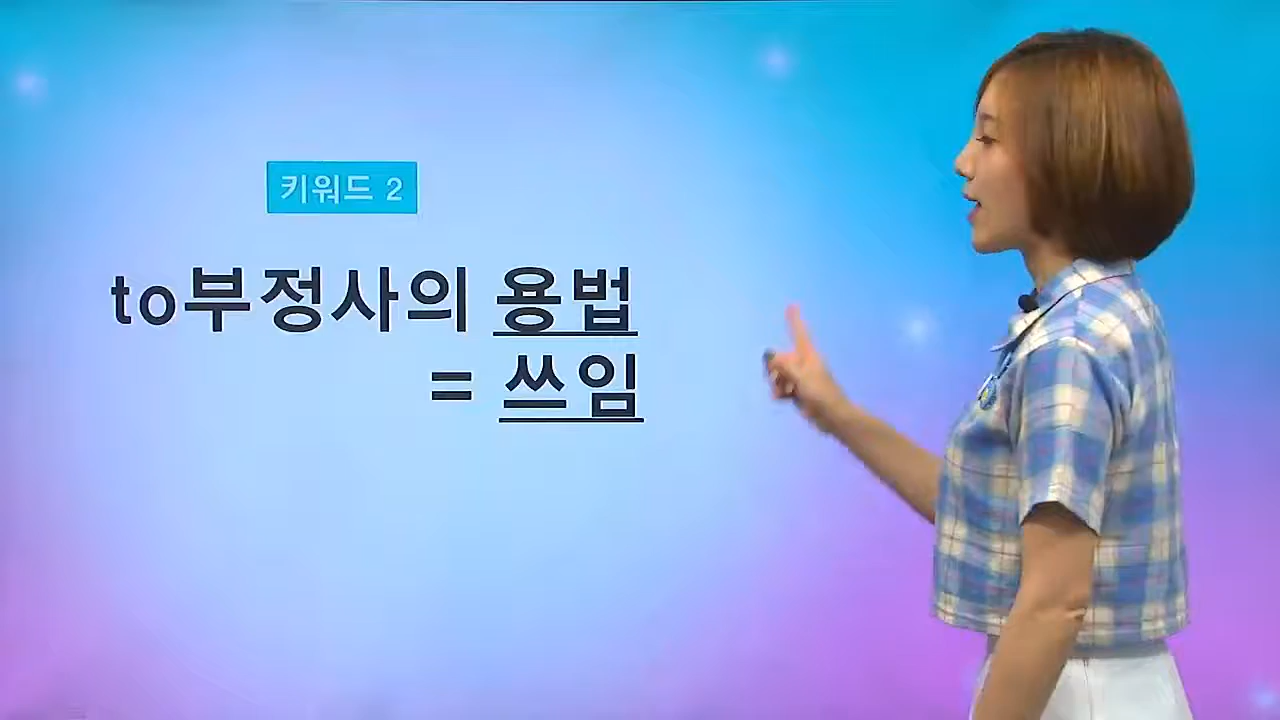 키워드 2
to부정사의 용법
= 쓰임